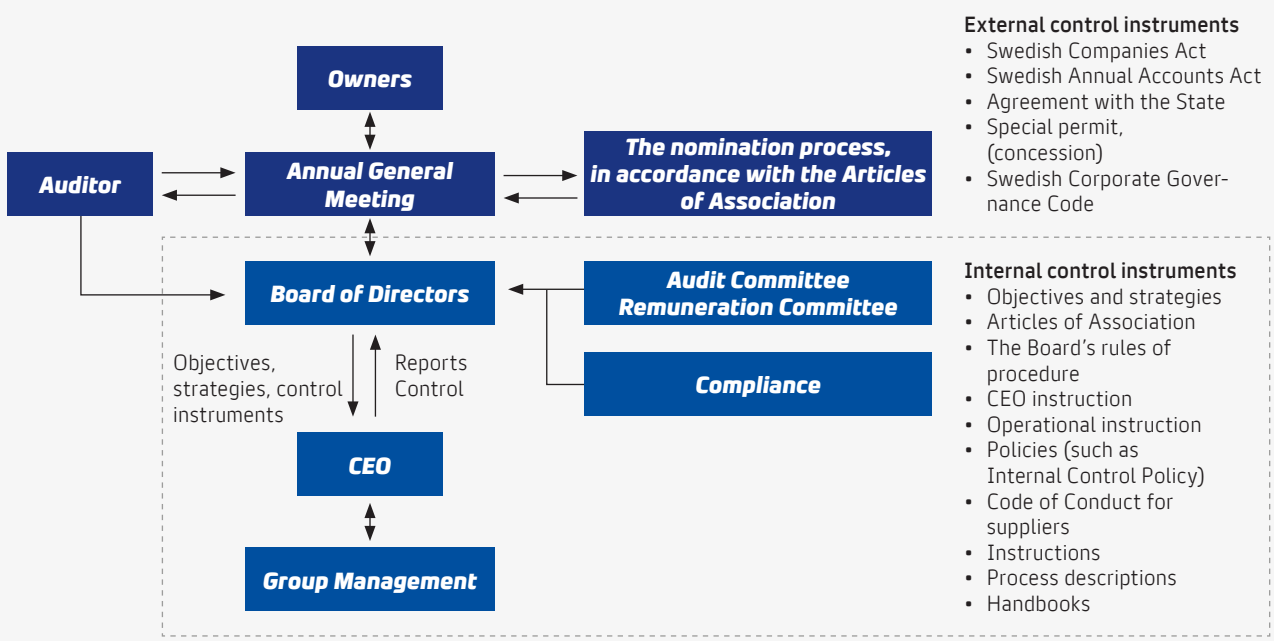 Owners
Auditor
Annual General
Meeting
The nomination process,
in accordance with the Articles
of Association
Board of Directors
Audit Committee
Remuneration Committee
Compliance
Objectives,
strategies, control
instruments
Reports
Control
CEO
Group Management
External control instruments
• Swedish Companies Act
• Swedish Annual Accounts Act
• Agreement with the State
• Special permit,
(concession)
• Swedish Corporate Gover-
nance Code
Internal control instruments
• Objectives and strategies
• Articles of Association
• The Board's rules of
procedure
• CEO instruction
• Operational instruction
• Policies (such as
Internal Control Policy)
• Code of Conduct for
suppliers
• Instructions
• Process descriptions
• Handbooks